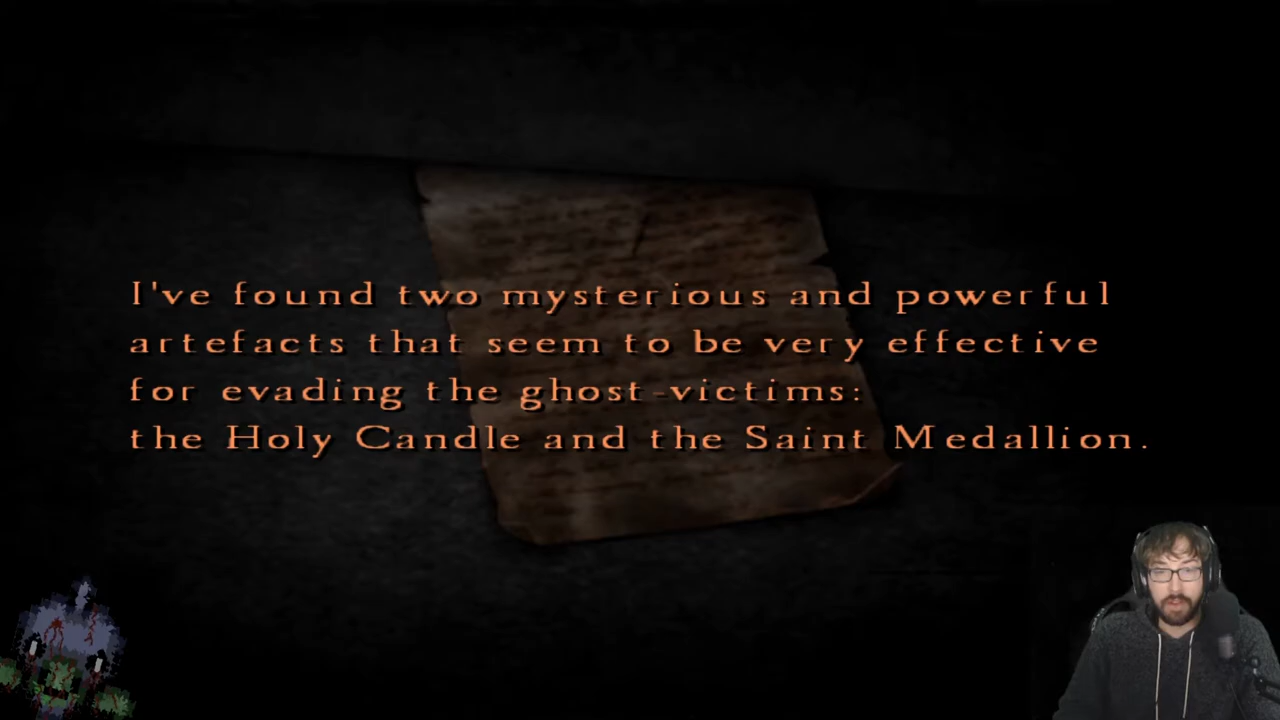 I've found two mysterious and powerful
artefacts that seem to be very effective
for evading the ghost-victims:
the Holy Candle and the Saint Medallion.